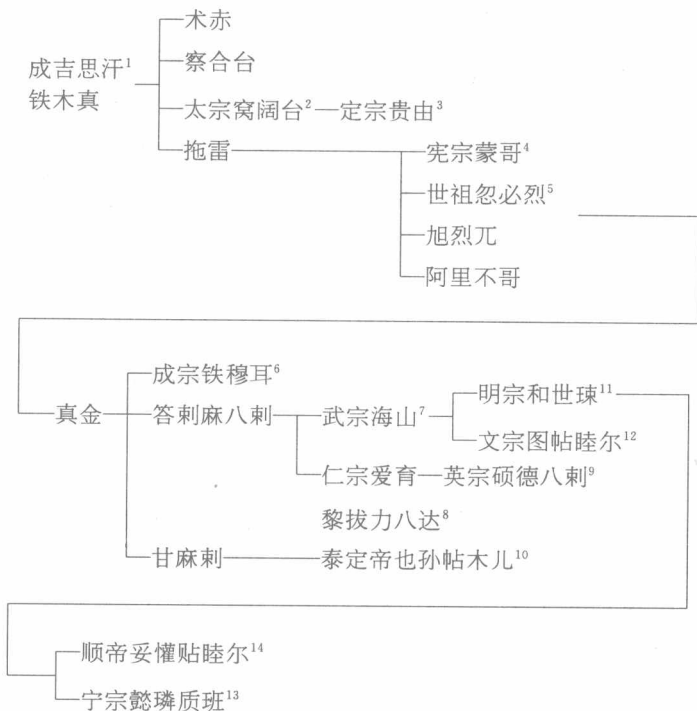 术赤
成吉思汗¹
铁木真
察合台
太宗窝阔台²—定宗贵由³
拖雷
宪宗蒙哥⁴
世祖忽必烈⁵
旭烈兀
阿里不哥
成宗铁穆耳⁶
真金
答剌麻八剌
武宗海山⁷
明宗和世㻋¹¹
文宗图帖睦尔¹²
仁宗爱育—英宗硕德八剌⁹
黎拔力八达⁸
甘麻剌
泰定帝也孙帖木儿¹⁰
顺帝妥懽贴睦尔¹⁴
宁宗懿璘质班¹³